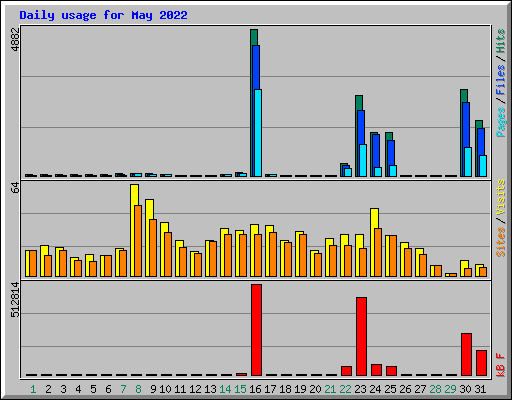 Daily usage for May 2022
4882
Pages / Files / Hits
64
Sites / Visits
512814
kB F
1 2 3 4 5 6 7 8 9 10 11 12 13 14 15 16 17 18 19 20 21 22 23 24 25 26 27 28 29 30 31